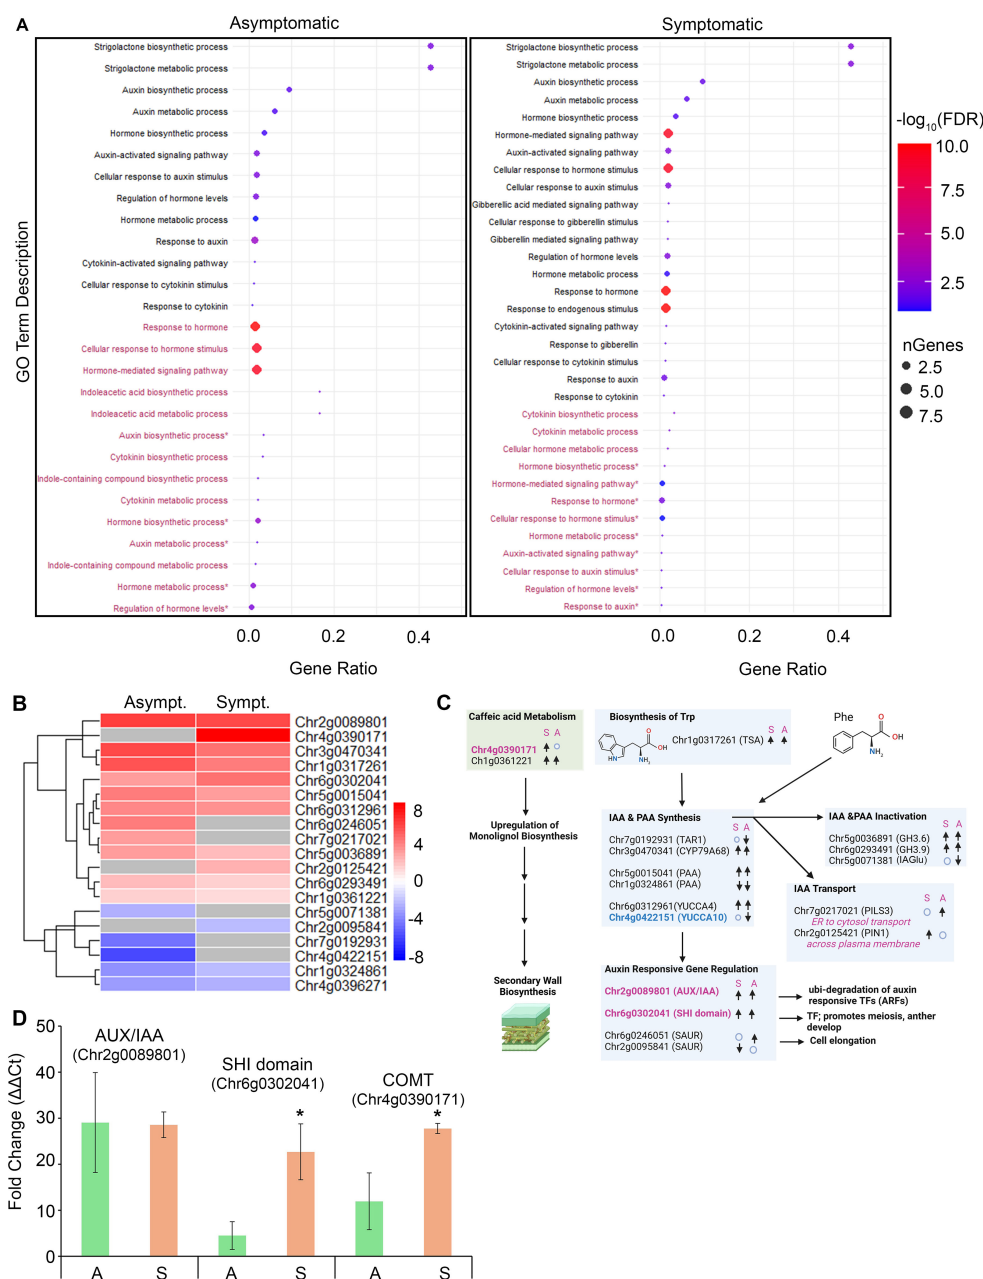 A
Asymptomatic
Symptomatic
GO Term Description
Strigolactone biosynthetic process
Strigolactone metabolic process
Auxin biosynthetic process
Auxin metabolic process
Hormone biosynthetic process
Auxin-activated signaling pathway
Cellular response to auxin stimulus
Regulation of hormone levels
Hormone metabolic process
Response to auxin
Cytokinin-activated signaling pathway
Cellular response to cytokinin stimulus
Response to cytokinin
Response to hormone
Cellular response to hormone stimulus
Hormone-mediated signaling pathway
Indoleacetic acid biosynthetic process
Indoleacetic acid metabolic process
Auxin biosynthetic process*
Cytokinin biosynthetic process
Indole-containing compound biosynthetic process
Cytokinin metabolic process
Hormone biosynthetic process*
Auxin metabolic process*
Indole-containing compound metabolic process
Hormone metabolic process*
Regulation of hormone levels*
0.0 0.2 0.4
Gene Ratio
Strigolactone biosynthetic process
Strigolactone metabolic process
Auxin biosynthetic process
Auxin metabolic process
Hormone biosynthetic process
Hormone-mediated signaling pathway
Auxin-activated signaling pathway
Cellular response to hormone stimulus
Cellular response to auxin stimulus
Gibberellic acid mediated signaling pathway
Cellular response to gibberellin stimulus
Gibberellin mediated signaling pathway
Regulation of hormone levels
Hormone metabolic process
Response to hormone
Response to endogenous stimulus
Cytokinin-activated signaling pathway
Response to gibberellin
Cellular response to cytokinin stimulus
Response to auxin
Response to cytokinin
Cytokinin biosynthetic process
Cytokinin metabolic process
Cellular hormone metabolic process
Hormone biosynthetic process*
Hormone-mediated signaling pathway*
Response to hormone*
Cellular response to hormone stimulus*
Hormone metabolic process*
Auxin-activated signaling pathway*
Cellular response to auxin stimulus*
Regulation of hormone levels*
Response to auxin*
0.0 0.2 0.4
Gene Ratio
-log10(FDR)
10.0
7.5
5.0
2.5
nGenes
2.5
5.0
7.5
B
Asympt. Sympt.
Chr2g0089801
Chr4g0390171
Chr3g0470341
Chr1g0317261
Chr6g0302041
Chr5g0015041
Chr6g0312961
Chr6g0246051
Chr7g0217021
Chr5g0036891
Chr2g0125421
Chr6g0293491
Chr1g0361122
Chr5g0071381
Chr2g0095841
Chr7g0192931
Chr4g0422151
Chr1g0324861
Chr4g0396271
8
4
0
-4
-8
C
Caffeic acid Metabolism
S A
Chr4g0390171
Ch1g0361221
Upregulation of
Monolignol Biosynthesis
Secondary Wall
Biosynthesis
Biosynthesis of Trp
S A
Chr1g0317261 (TSA)
O
OH
NH2
N
H
Phe
O
OH
NH2
IAA & PAA Synthesis
S A
Chr7g0192931 (TAR1)
Chr3g0470341 (CYP79A68)
Chr5g0015041 (PAA)
Chr1g0324861 (PAA)
Chr6g0312961(YUCCA4)
Chr4g0422151 (YUCCA10)
IAA &PAA Inactivation
S A
Chr5g0036891 (GH3.6)
Chr6g0293491 (GH3.9)
Chr5g0071381 (IAGlu)
IAA Transport
S A
Chr7g0217021 (PILS3)
ER to cytosol transport
Chr2g0125421 (PIN1)
across plasma membrane
Auxin Responsive Gene Regulation
S A
Chr2g0089801 (AUX/IAA)
Chr6g0302041 (SHI domain)
Chr6g0246051 (SAUR)
Chr2g0095841 (SAUR)
ubi-degradation of auxin
responsive TFs (ARFs)
TF; promotes meiosis, anther
develop
Cell elongation
D
Fold Change (ΔΔCt)
50
40
30
20
10
0
AUX/IAA
(Chr2g0089801)
SHI domain
(Chr6g0302041)
*
COMT
(Chr4g0390171)
*
A S A S A S